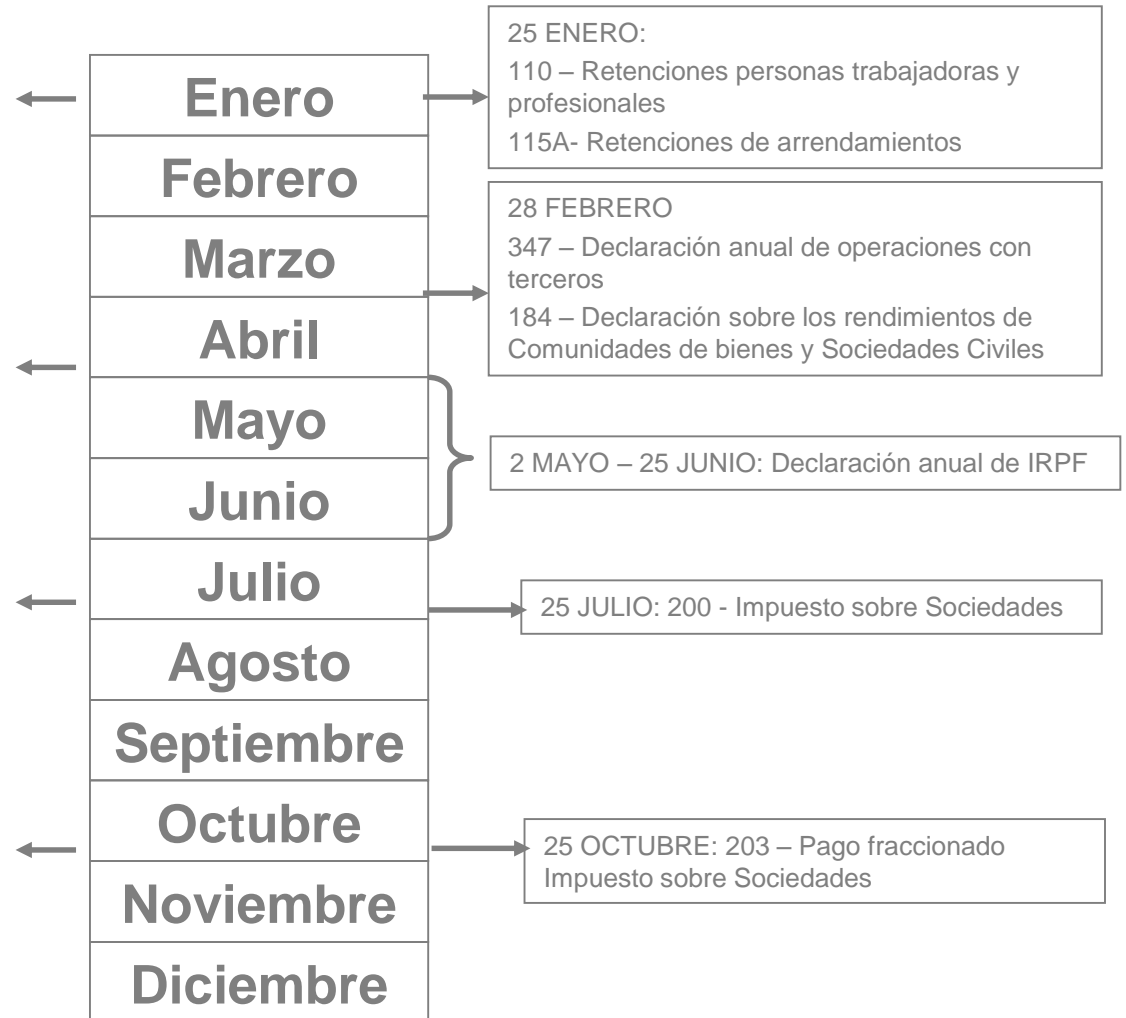 Enero
Febrero
Marzo
Abril
Mayo
Junio
Julio
Agosto
Septiembre
Octubre
Noviembre
Diciembre
25 ENERO:
110 – Retenciones personas trabajadoras y
profesionales
115A- Retenciones de arrendamientos
28 FEBRERO
347 – Declaración anual de operaciones con
terceros
184 – Declaración sobre los rendimientos de
Comunidades de bienes y Sociedades Civiles
2 MAYO – 25 JUNIO: Declaración anual de IRPF
25 JULIO: 200 - Impuesto sobre Sociedades
25 OCTUBRE: 203 – Pago fraccionado
Impuesto sobre Sociedades